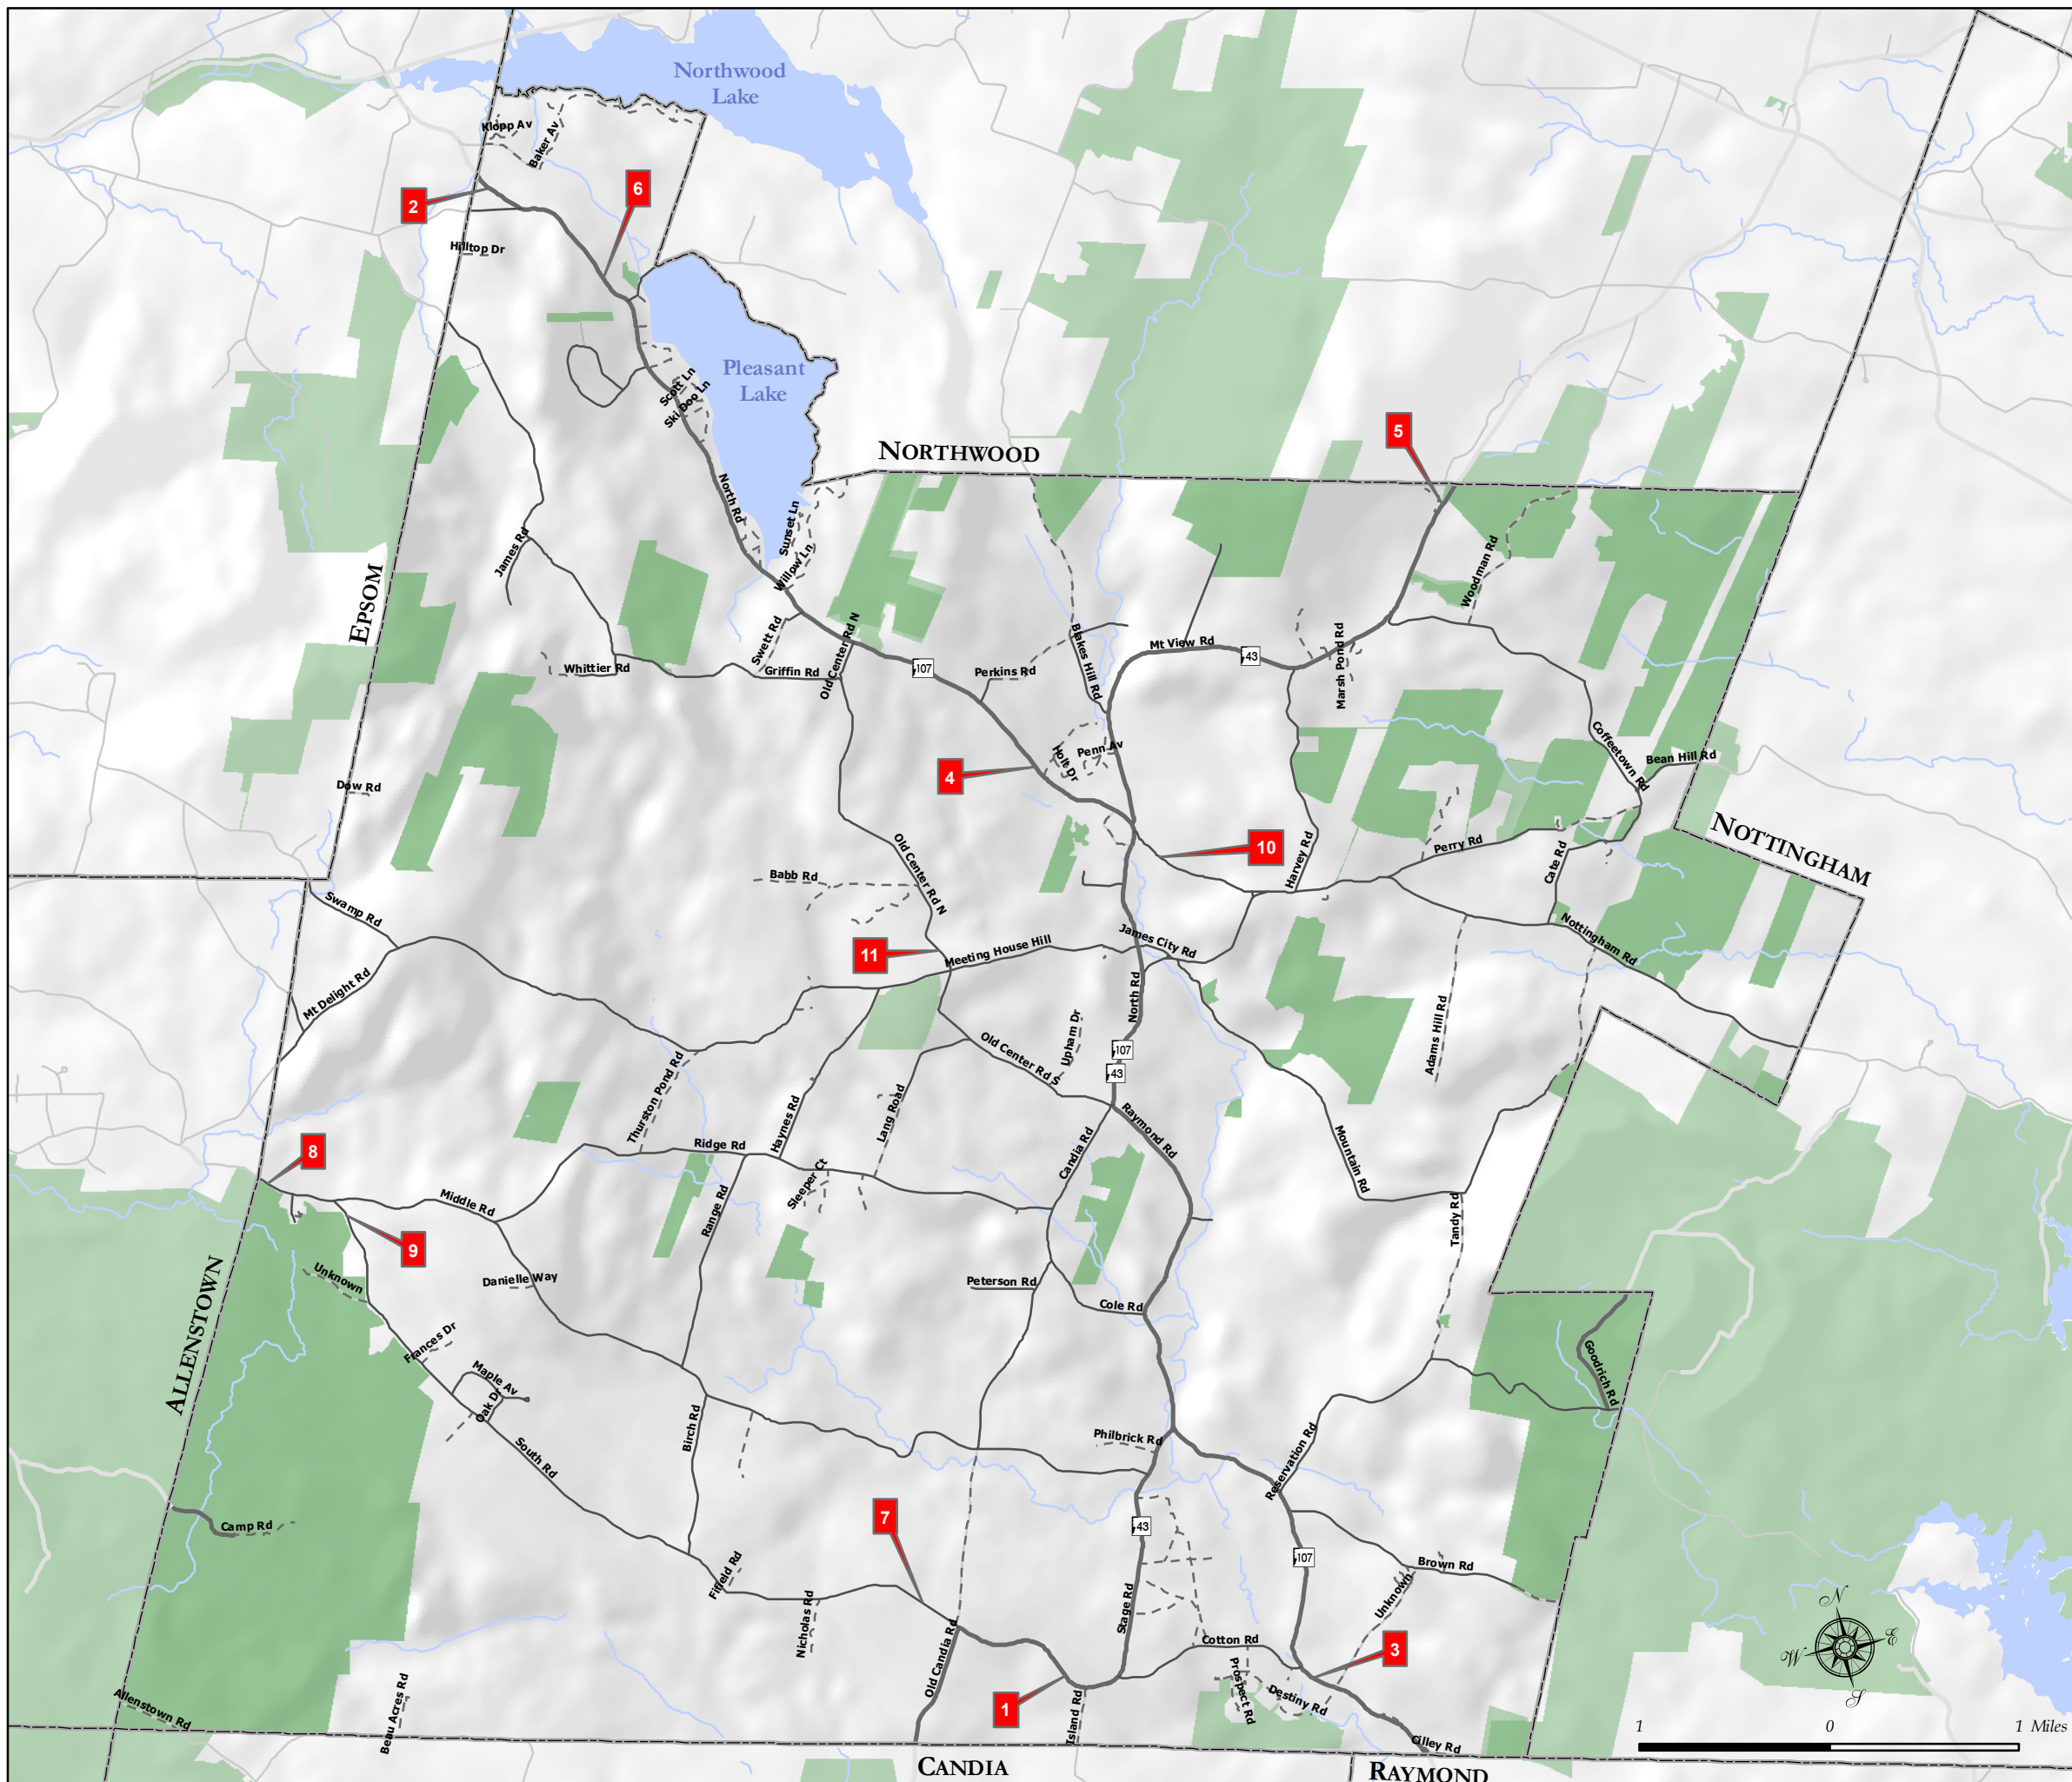 Northwood
Lake
Klopp Av
Baker Av
6
2
Hilltop Dr
Pleasant
Lake
Scott Ln
Ski Doo Ln
5
NORTHWOOD
North Rd
Sunset Ln
Willow Ln
James Rd
EPSOM
Woodman Rd
Swett Rd
Old Center Rd N
Blakes Hill Rd
Mt View Rd
43
Marsh Pond Rd
Whittier Rd
Griffin Rd
107
Perkins Rd
Holt Dr
Penn Av
Coffeetown Rd
Bean Hill Rd
4
Dow Rd
NOTTINGHAM
10
Harvey Rd
Perry Rd
Cate Rd
Old Center Rd N
Babb Rd
Swamp Rd
Nottingham Rd
James City Rd
Meeting House Hill
11
Mt Delight Rd
North Rd
Adams Hill Rd
Upham Dr
Old Center Rd S
107
43
Thurston Pond Rd
Haynes Rd
Lang Road
Raymond Rd
Candia Rd
Mountain Rd
8
Ridge Rd
Sleeper Ct
Range Rd
Middle Rd
Tandy Rd
9
Unknown
Danielle Way
Peterson Rd
Cole Rd
ALLENSTOWN
Frances Dr
Maple Av
Oak Dr
Goodrich Rd
Birch Rd
South Rd
Philbrick Rd
Reservation Rd
7
Camp Rd
43
107
Brown Rd
Fifield Rd
Unknown
Nicholas Rd
Stage Rd
Old Candia Rd
Cotton Rd
3
Prospect Rd
Destiny Rd
1
Island Rd
Cilley Rd
Allenstown Rd
Beau Acres Rd
N
W
E
S
1 0 1 Miles
CANDIA
RAYMOND